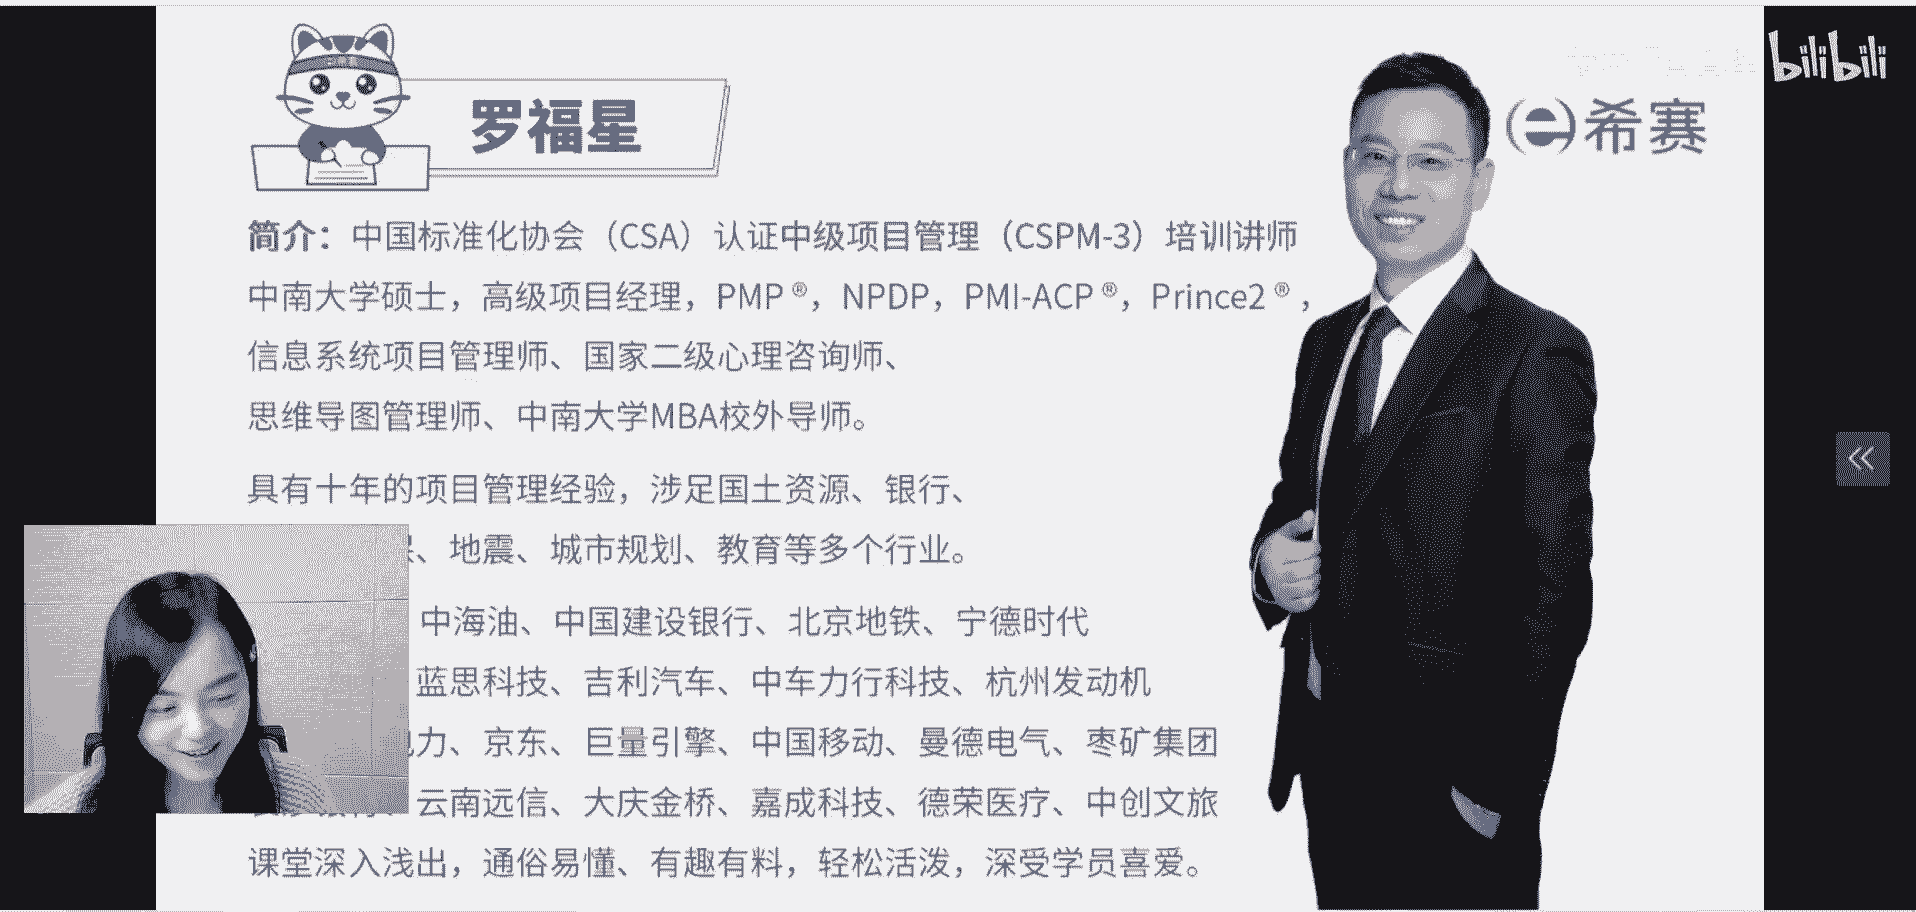 罗福星
bilibili
希赛
简介：中国标准化协会（CSA）认证中级项目管理（CSPM-3）培训讲师
中南大学硕士，高级项目经理，PMP®，NPDP，PMI-ACP®，Prince2®，
信息系统项目管理师、国家二级心理咨询师、
思维导图管理师、中南大学MBA校外导师。
具有十年的项目管理经验，涉足国土资源、银行、
、地震、城市规划、教育等多个行业。
中海油、中国建设银行、北京地铁、宁德时代
蓝思科技、吉利汽车、中车力行科技、杭州发动机
力、京东、巨量引擎、中国移动、曼德电气、枣矿集团
云南远信、大庆金桥、嘉成科技、德荣医疗、中创文旅
课堂深入浅出，通俗易懂、有趣有料，轻松活泼，深受学员喜爱。